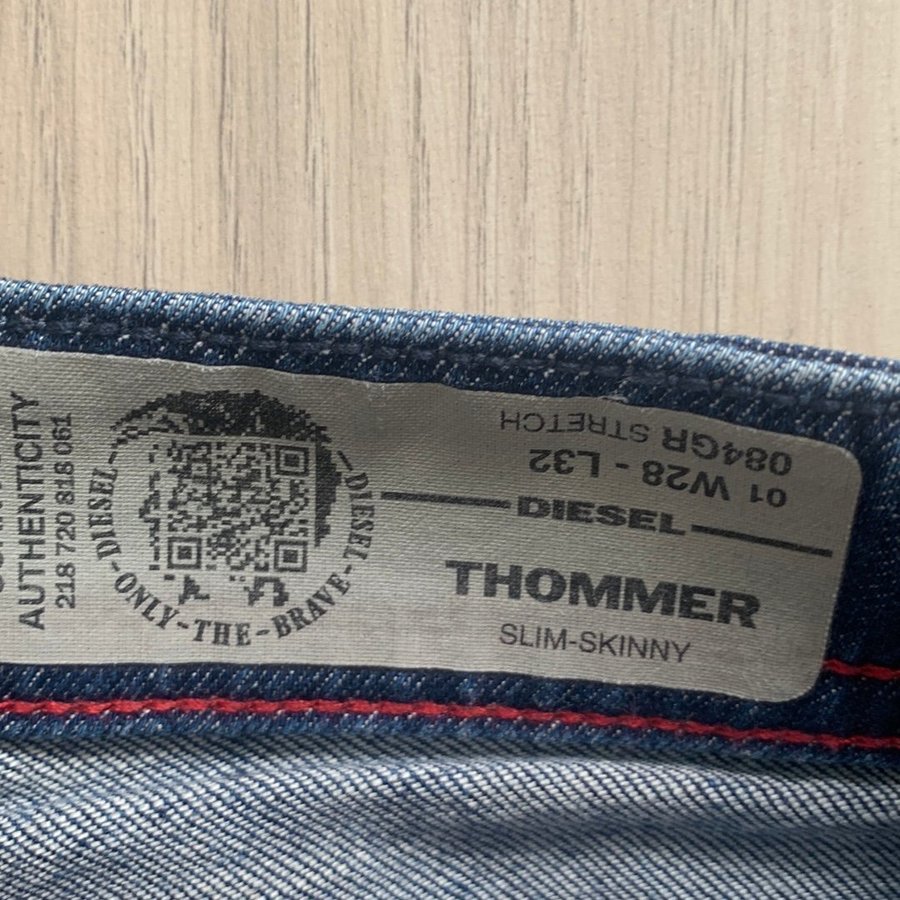 AUTHENTICITY
218 720 818 061
DIESEL-ONLY-THE-BRAVE-DIESEL
084GR STRETCH
01 W28 - L32
DIESEL
THOMMER
SLIM-SKINNY